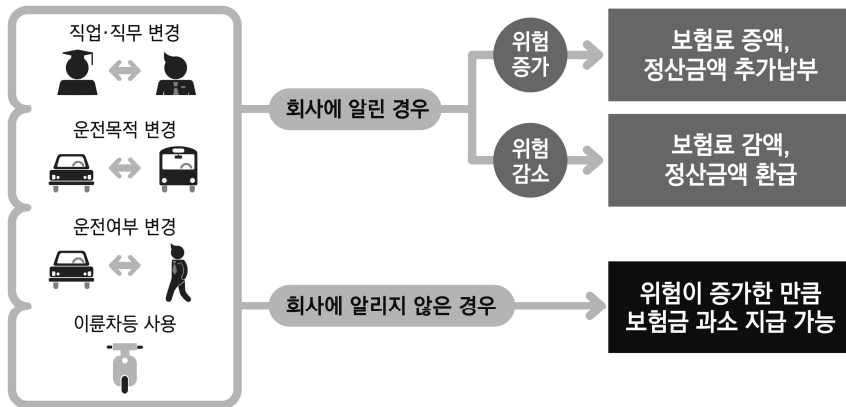 직업·직무 변경
운전목적 변경
운전여부 변경
이륜차등 사용
회사에 알린 경우
위험
증가
보험료 증액,
정산금액 추가납부
위험
감소
보험료 감액,
정산금액 환급
회사에 알리지 않은 경우
위험이 증가한 만큼
보험금 과소 지급 가능